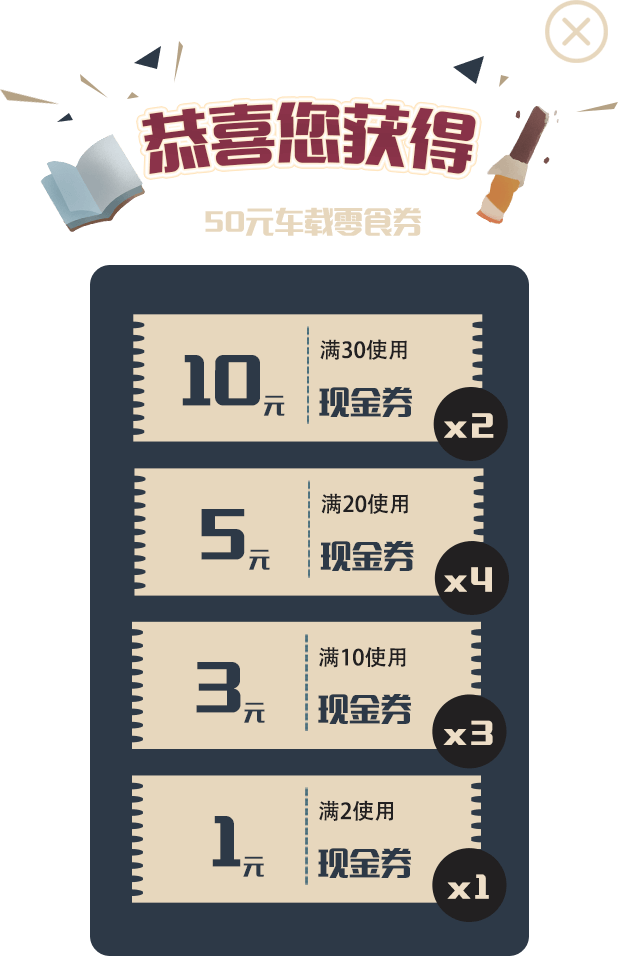 恭喜您获得
50元车载零食券
10元
满30使用
现金券
x2
5元
满20使用
现金券
x4
3元
满10使用
现金券
x3
1元
满2使用
现金券
x1